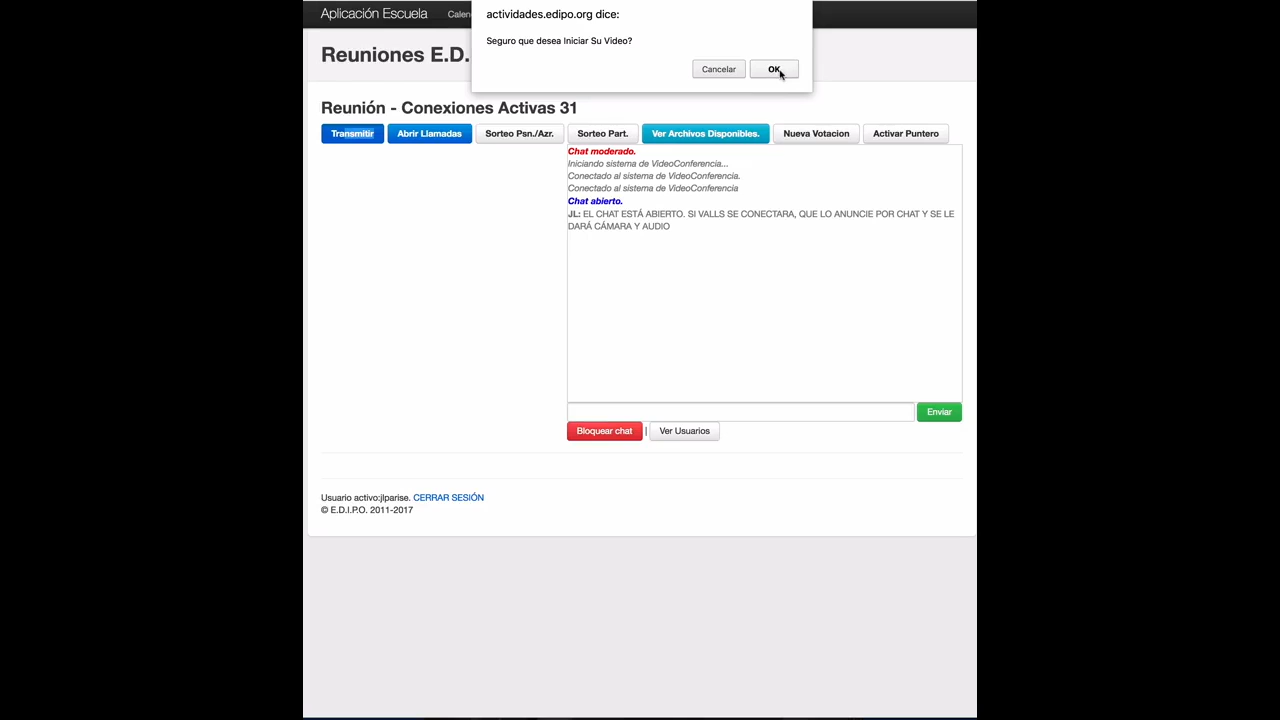 Aplicación Escuela
actividades.edipo.org dice:
Seguro que desea Iniciar Su Video?
Cancelar OK
Reuniones E.D.
Reunión - Conexiones Activas 31
Transmitir Abrir Llamadas Sorteo Psn./Azr. Sorteo Part. Ver Archivos Disponibles. Nueva Votacion Activar Puntero
Chat moderado.
Iniciando sistema de VideoConferencia...
Conectado al sistema de VideoConferencia.
Conectado al sistema de VideoConferencia
Chat abierto.
JL: EL CHAT ESTÁ ABIERTO. SI VALLS SE CONECTARA, QUE LO ANUNCIE POR CHAT Y SE LE
DARÁ CÁMARA Y AUDIO
Enviar
Bloquear chat | Ver Usuarios
Usuario activo:jlparise. CERRAR SESIÓN
© E.D.I.P.O. 2011-2017